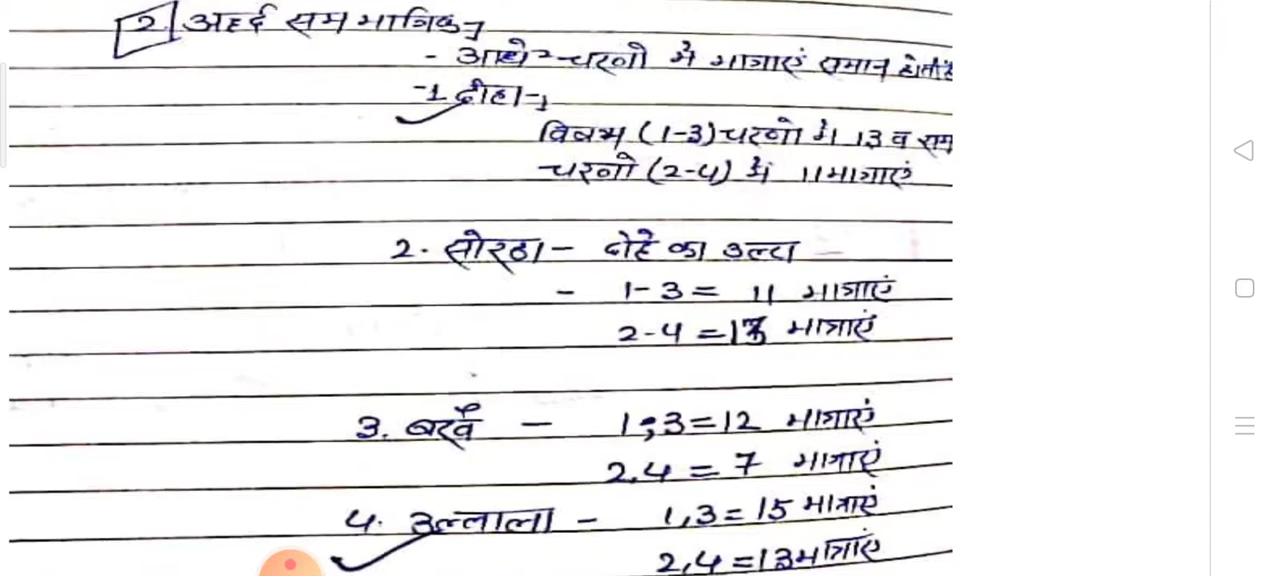 2. अर्द्ध सम मात्रिक-
- आधे-चरणो में मात्राएं समान होती है
-1 दोहा-
विषम (1-3) चरणो में 13 व सम
चरणो (2-4) में 11 मात्राएं
2. सोरठा - दोहे का उल्टा
- 1-3 = 11 मात्राएं
2-4 = 13 मात्राएं
3. बरवै - 1,3 = 12 मात्राएं
2,4 = 7 मात्राएं
4. उल्लाला - 1,3 = 15 मात्राएं
2,4 = 13 मात्राएं